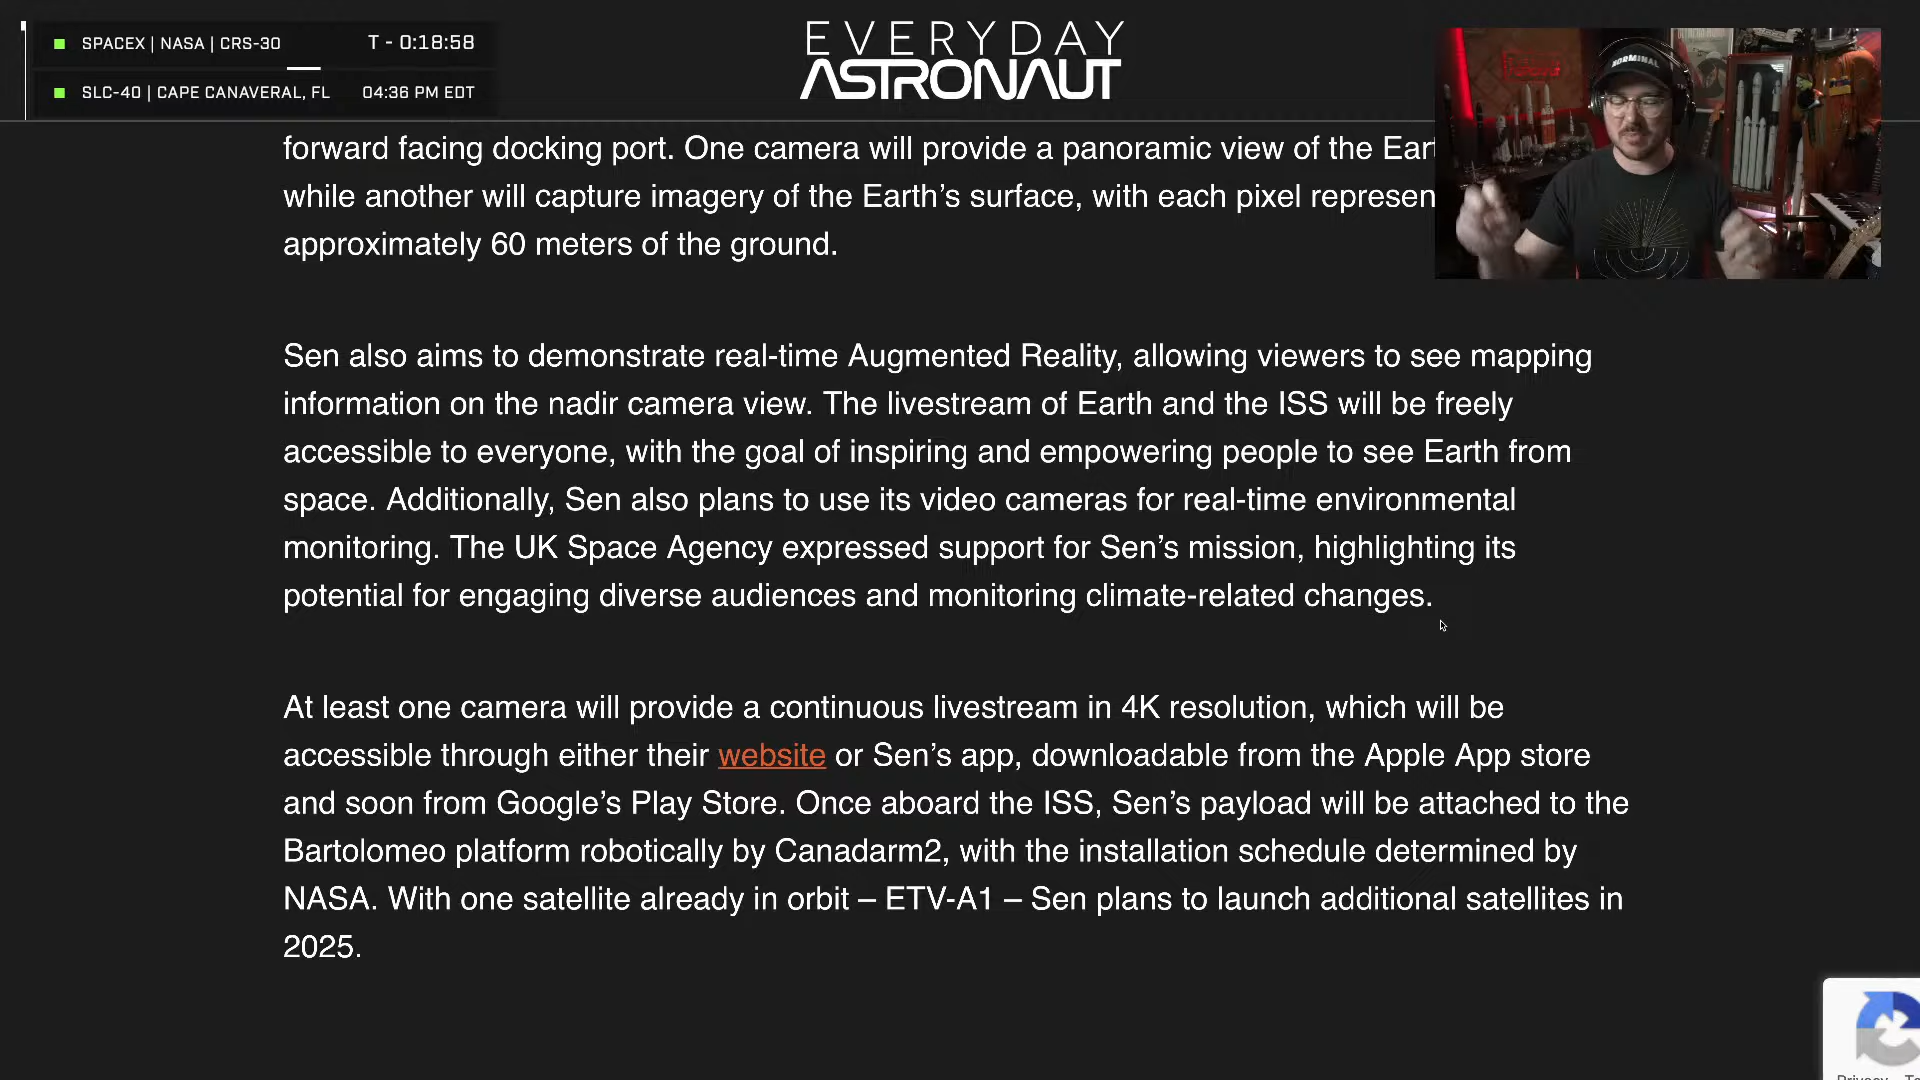 SPACEX | NASA | CRS-30 T - 0:18:58
SLC-40 | CAPE CANAVERAL, FL 04:36 PM EDT
EVERYDAY
ASTRONAUT
NORMINAL
forward facing docking port. One camera will provide a panoramic view of the Eart
while another will capture imagery of the Earth’s surface, with each pixel represen
approximately 60 meters of the ground.
Sen also aims to demonstrate real-time Augmented Reality, allowing viewers to see mapping
information on the nadir camera view. The livestream of Earth and the ISS will be freely
accessible to everyone, with the goal of inspiring and empowering people to see Earth from
space. Additionally, Sen also plans to use its video cameras for real-time environmental
monitoring. The UK Space Agency expressed support for Sen’s mission, highlighting its
potential for engaging diverse audiences and monitoring climate-related changes.
At least one camera will provide a continuous livestream in 4K resolution, which will be
accessible through either their website or Sen’s app, downloadable from the Apple App store
and soon from Google’s Play Store. Once aboard the ISS, Sen’s payload will be attached to the
Bartolomeo platform robotically by Canadarm2, with the installation schedule determined by
NASA. With one satellite already in orbit – ETV-A1 – Sen plans to launch additional satellites in
2025.